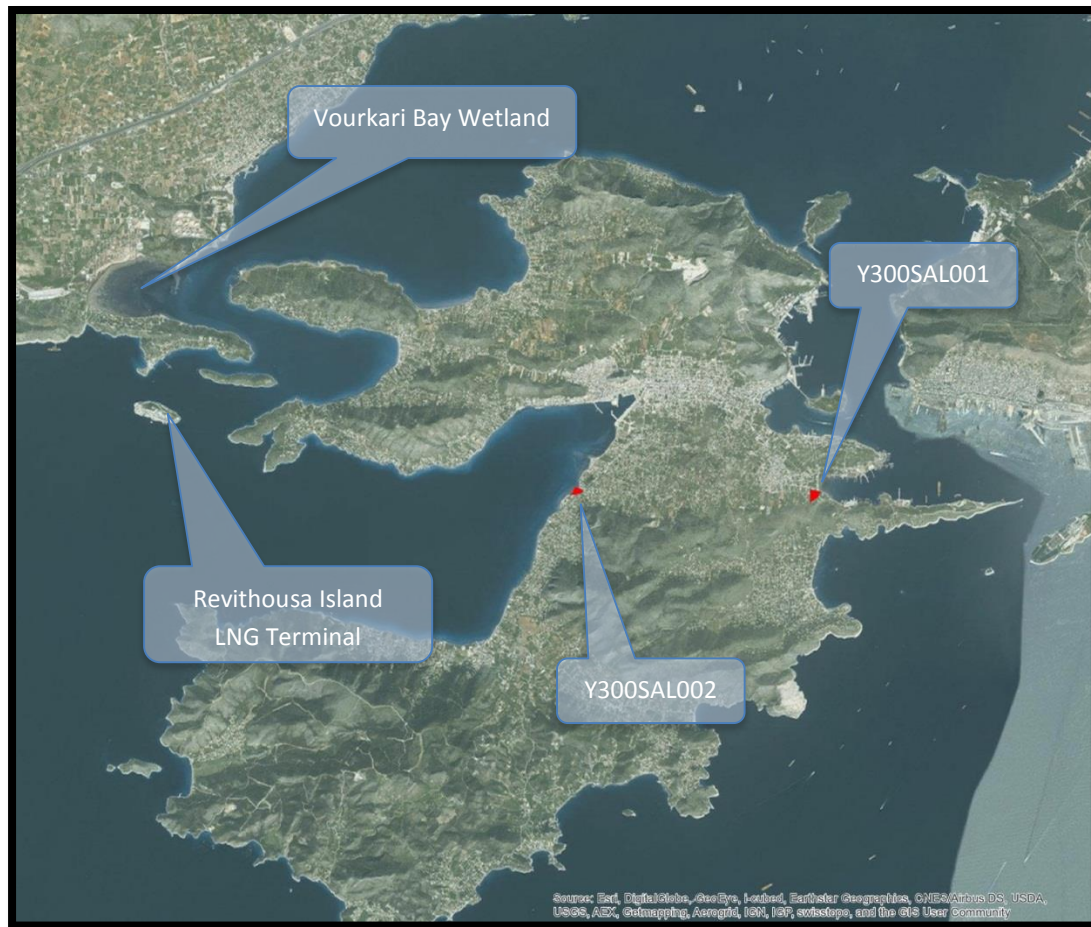 Vourkari Bay Wetland
Y300SAL001
Revithousa Island
LNG Terminal
Y300SAL002
Source: Esri, DigitalGlobe, GeoEye, i-cubed, Earthstar Geographics, CNES/Airbus DS, USDA,
USGS, AEX, Getmapping, Aerogrid, IGN, IGP, swisstopo, and the GIS User Community